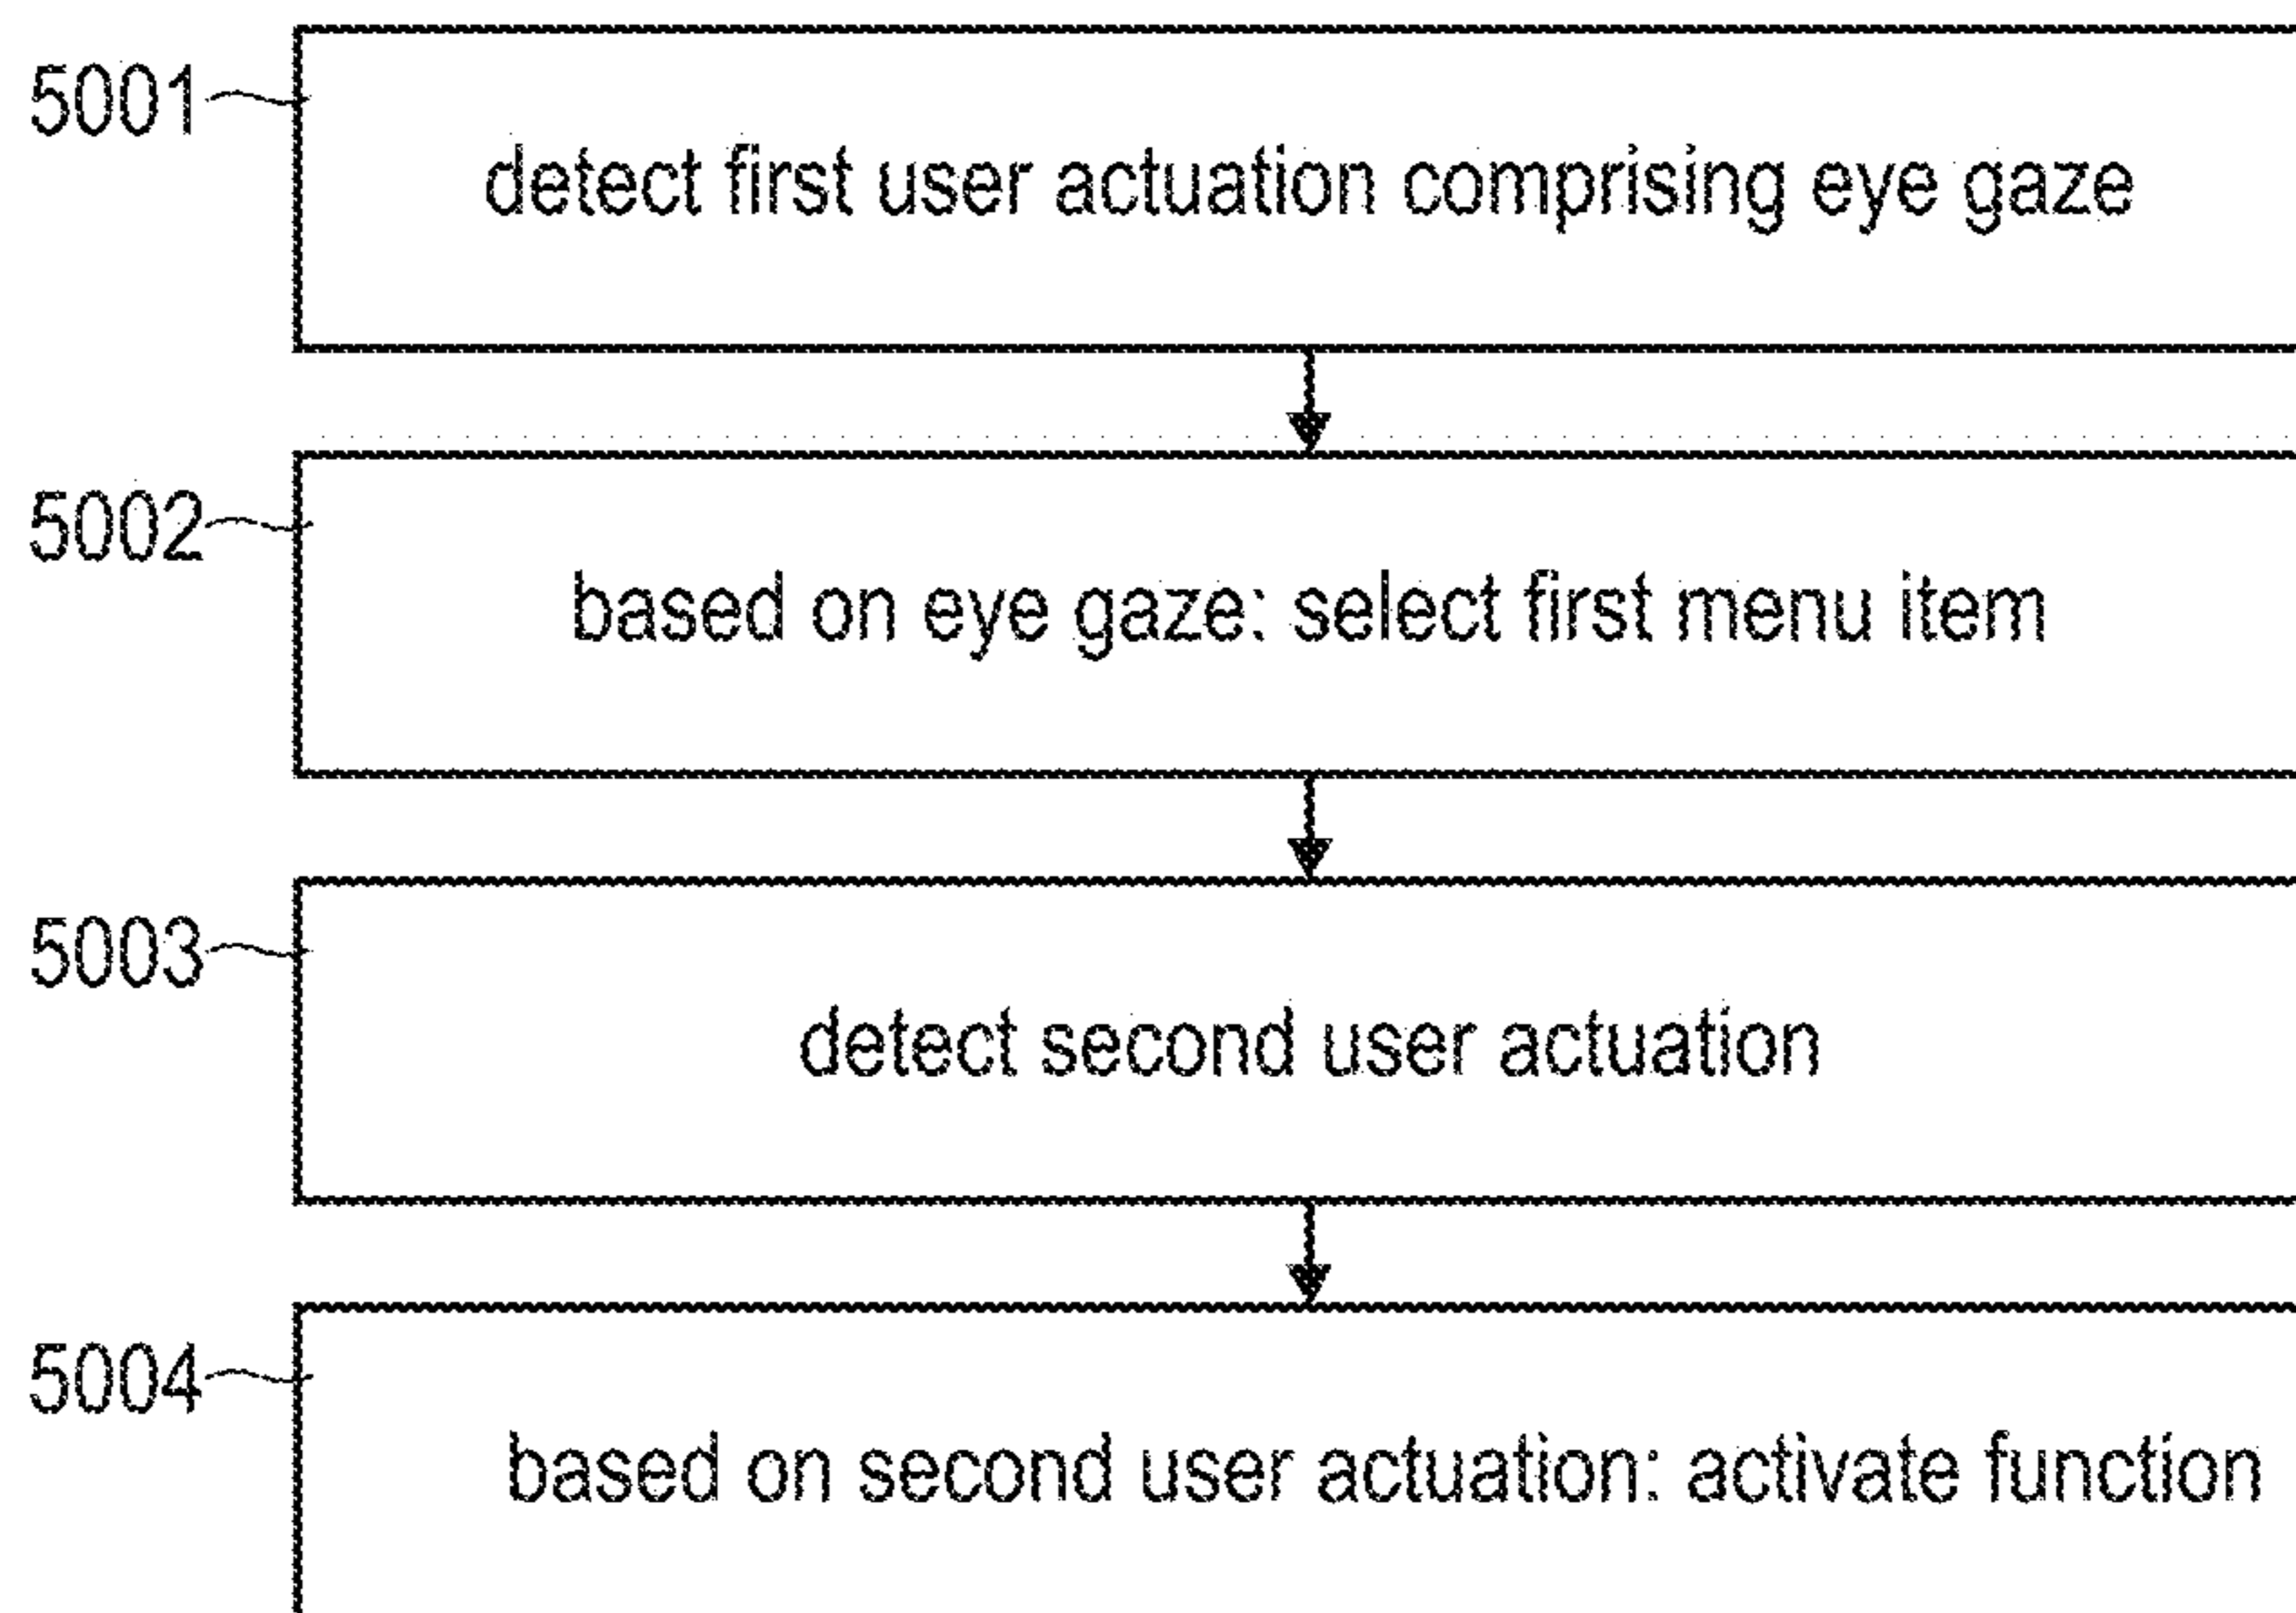 5001
detect first user actuation comprising eye gaze
5002
based on eye gaze: select first menu item
5003
detect second user actuation
5004
based on second user actuation: activate function